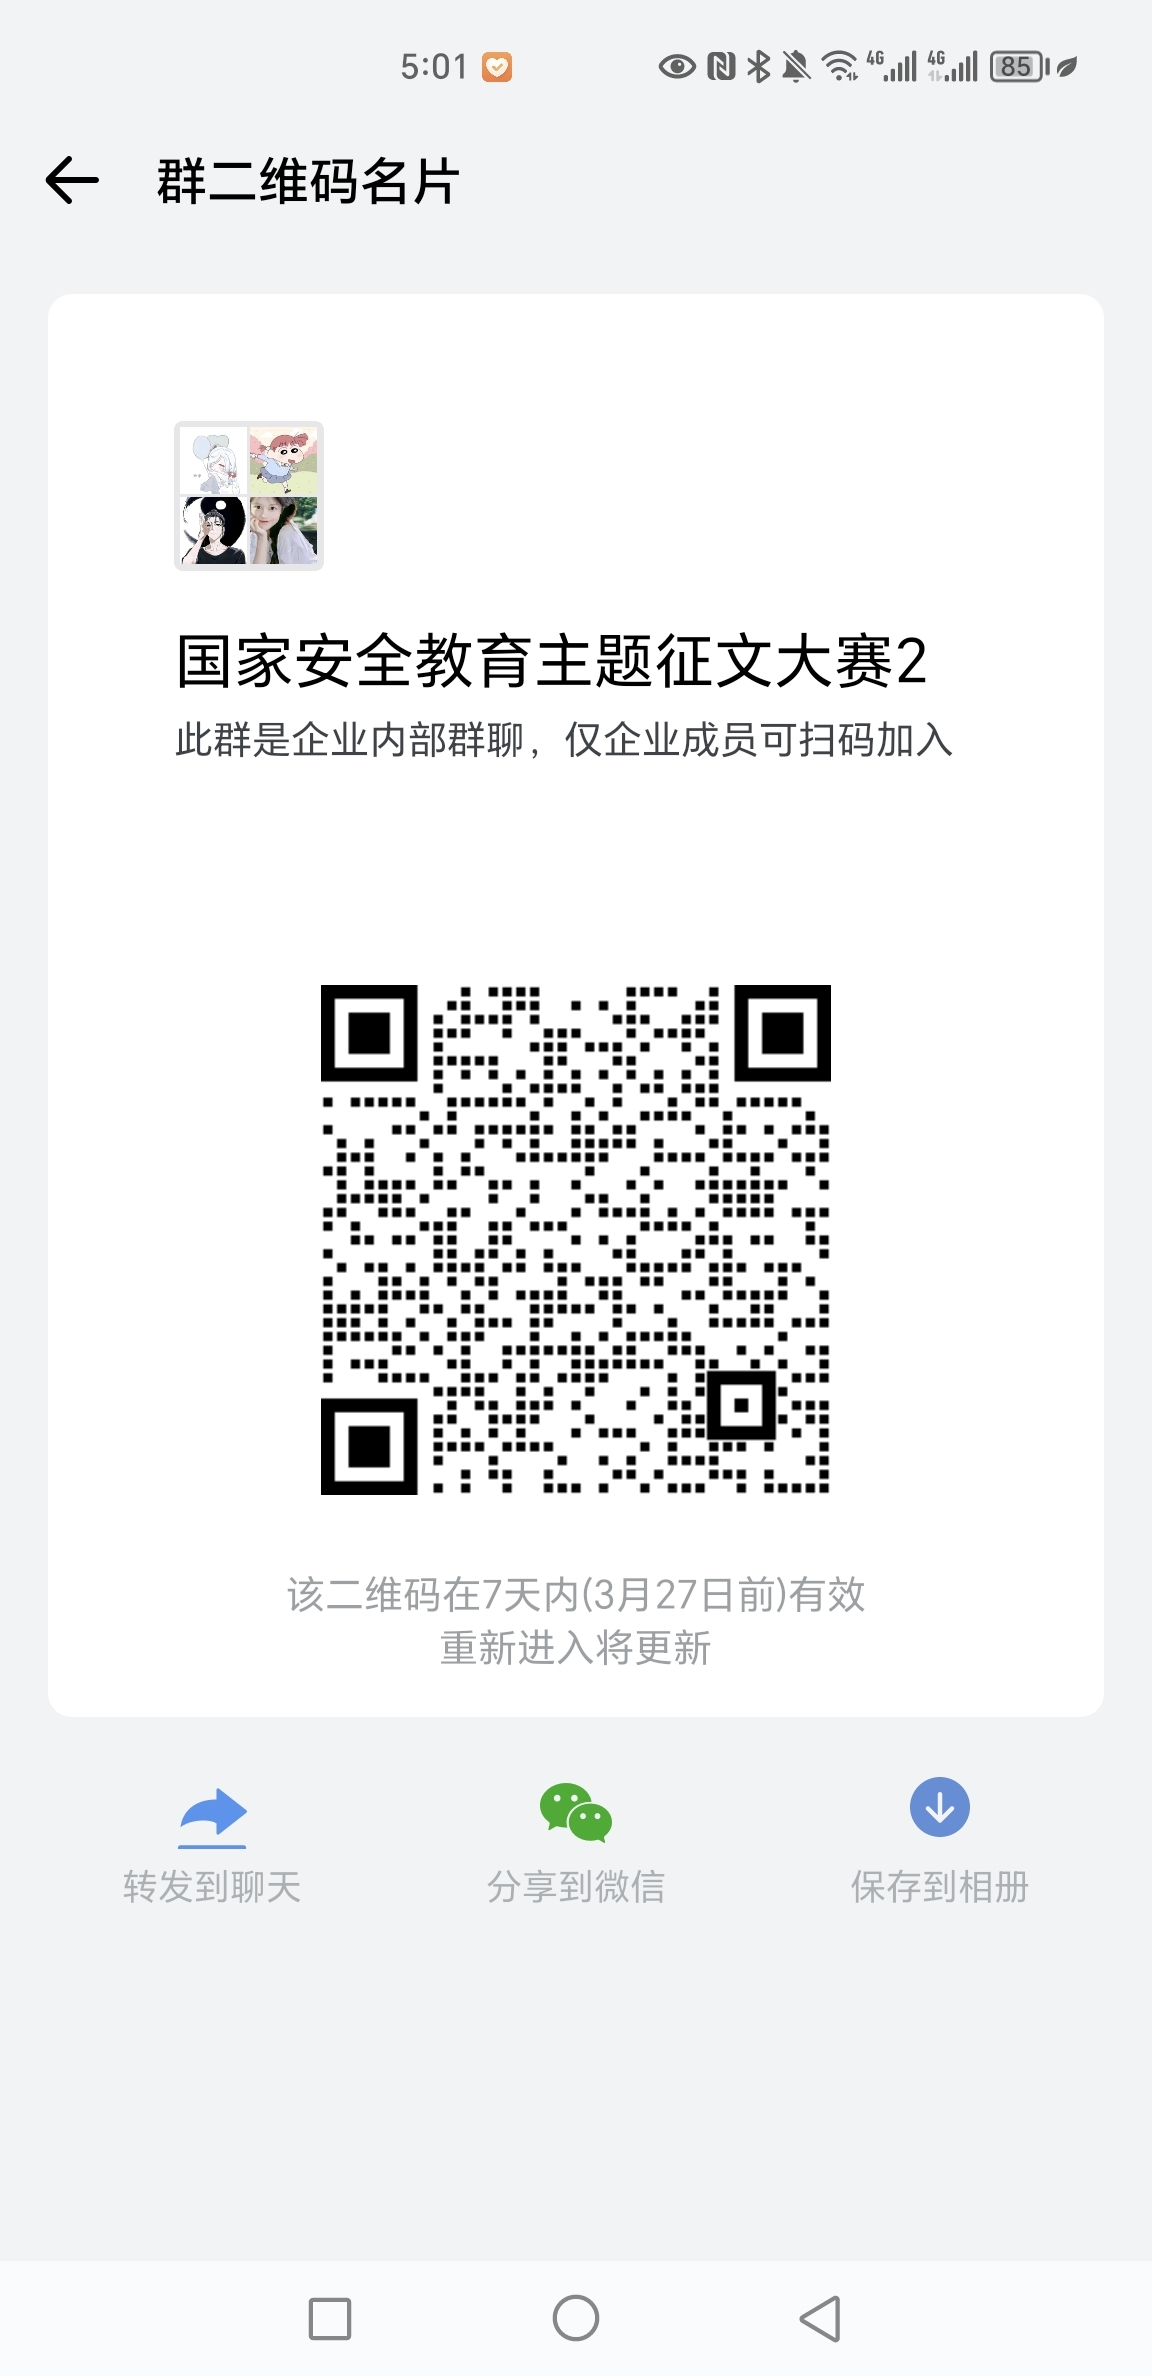 5:01
4G
4G
85
群二维码名片
国家安全教育主题征文大赛2
此群是企业内部群聊，仅企业成员可扫码加入
该二维码在7天内(3月27日前)有效
重新进入将更新
转发到聊天
分享到微信
保存到相册